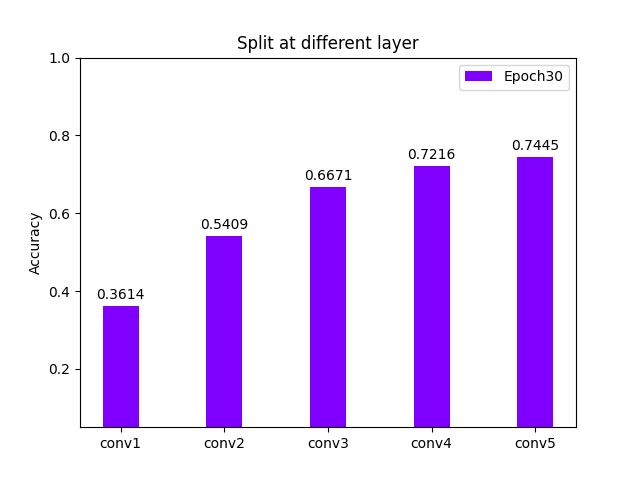 Split at different layer
1.0
Epoch30
0.8
0.7445
0.7216
0.6671
0.6
0.5409
Accuracy
0.4
0.3614
0.2
conv1 conv2 conv3 conv4 conv5